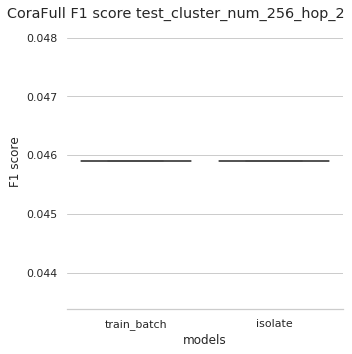 CoraFull F1 score test_cluster_num_256_hop_2
0.048
0.047
0.046
0.045
0.044
F1 score
train_batch
isolate
models